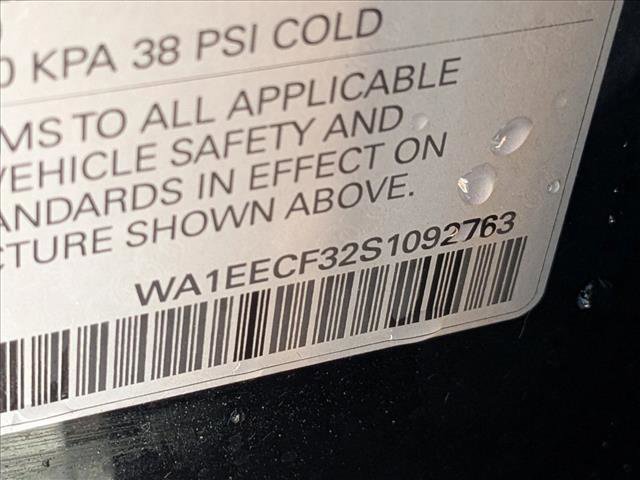 0 KPA 38 PSI COLD
MS TO ALL APPLICABLE
VEHICLE SAFETY AND
ANDARDS IN EFFECT ON
CTURE SHOWN ABOVE.
WA1EECF32S1092763